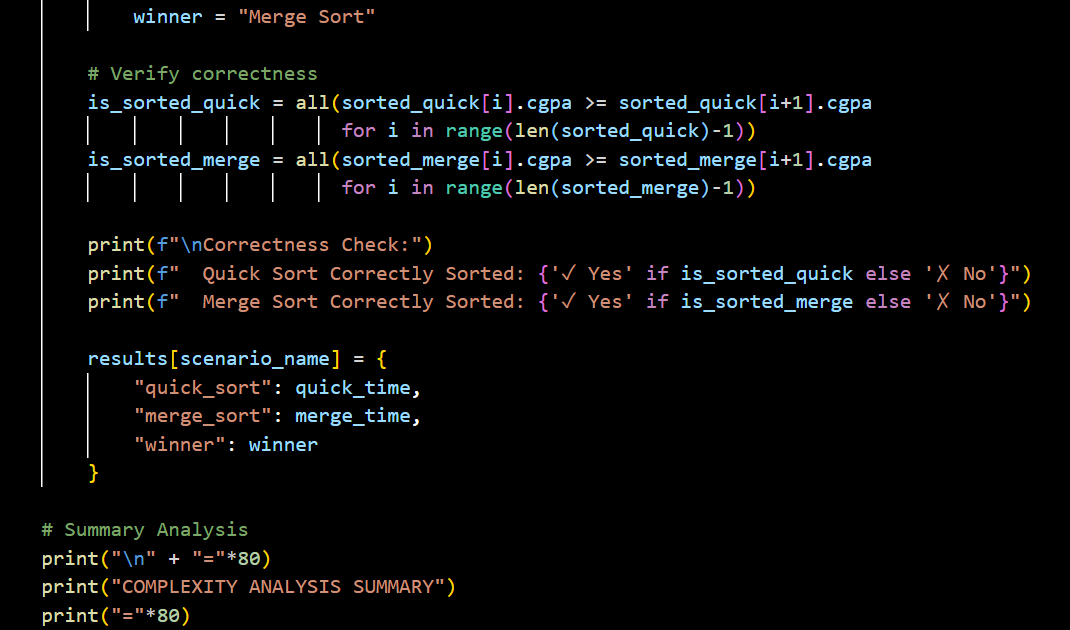 winner = "Merge Sort"
# Verify correctness
is_sorted_quick = all(sorted_quick[i].cgpa >= sorted_quick[i+1].cgpa
for i in range(len(sorted_quick)-1))
is_sorted_merge = all(sorted_merge[i].cgpa >= sorted_merge[i+1].cgpa
for i in range(len(sorted_merge)-1))
print(f"\nCorrectness Check:")
print(f"  Quick Sort Correctly Sorted: {'✓ Yes' if is_sorted_quick else '✗ No'}")
print(f"  Merge Sort Correctly Sorted: {'✓ Yes' if is_sorted_merge else '✗ No'}")
results[scenario_name] = {
"quick_sort": quick_time,
"merge_sort": merge_time,
"winner": winner
}
# Summary Analysis
print("\n" + "="*80)
print("COMPLEXITY ANALYSIS SUMMARY")
print("="*80)